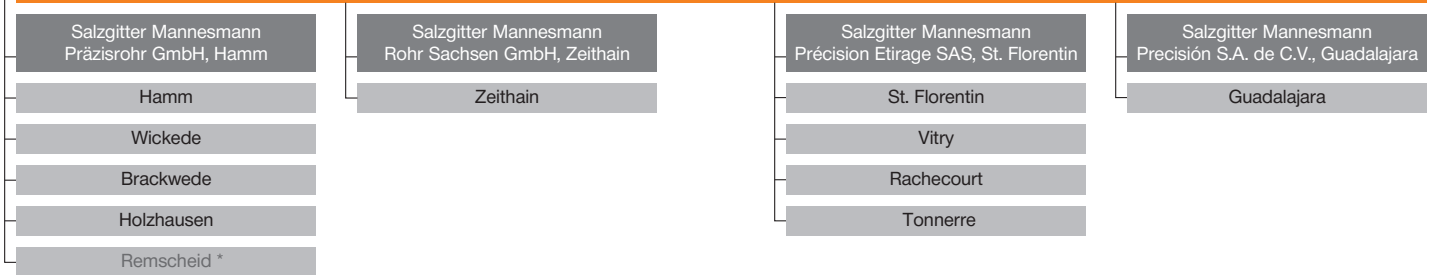 Salzgitter Mannesmann
Präzisrohr GmbH, Hamm
Hamm
Wickede
Brackwede
Holzhausen
Remscheid *
Salzgitter Mannesmann
Rohr Sachsen GmbH, Zeithain
Zeithain
Salzgitter Mannesmann
Précision Etirage SAS, St. Florentin
St. Florentin
Vitry
Rachecourt
Tonnerre
Salzgitter Mannesmann
Precisión S.A. de C.V., Guadalajara
Guadalajara